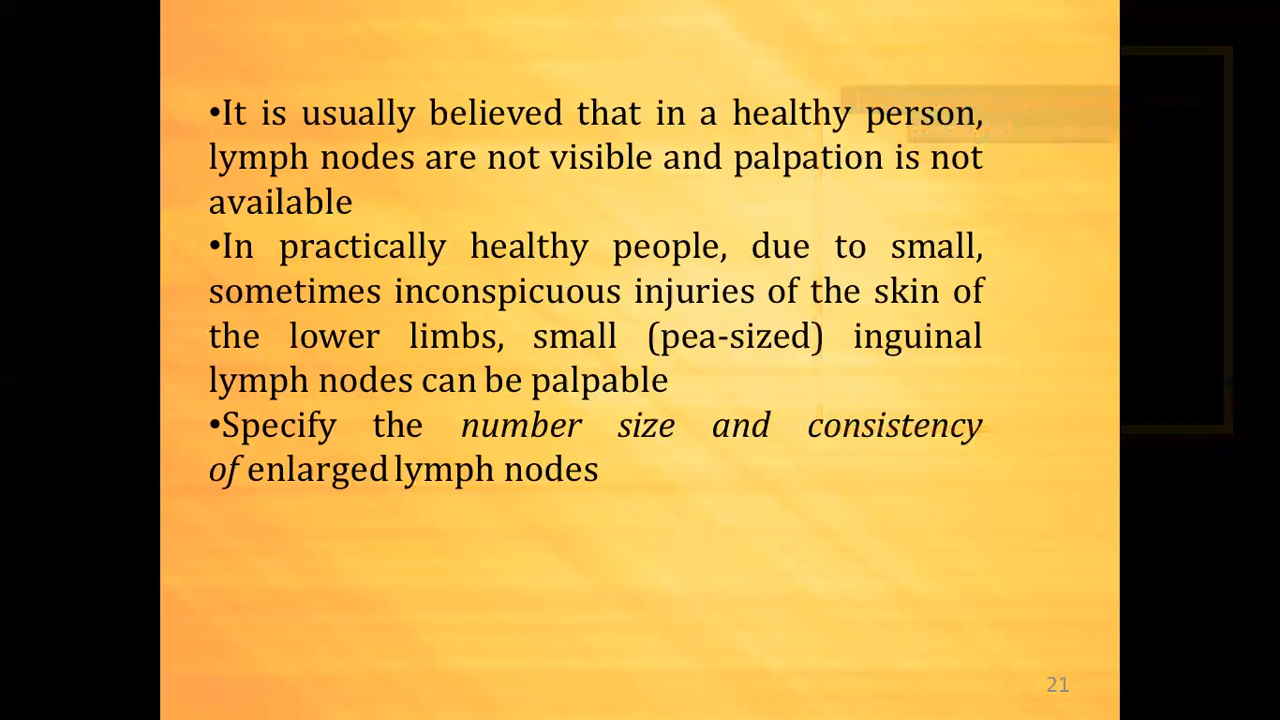 •It is usually believed that in a healthy person,
lymph nodes are not visible and palpation is not
available
•In practically healthy people, due to small,
sometimes inconspicuous injuries of the skin of
the lower limbs, small (pea-sized) inguinal
lymph nodes can be palpable
•Specify the number size and consistency
of enlarged lymph nodes
21